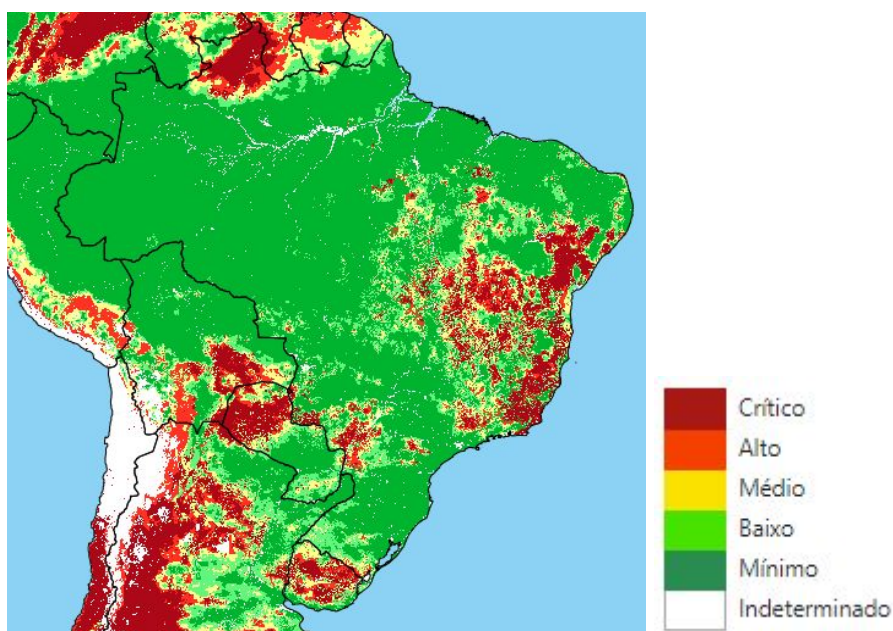 Crítico
Alto
Médio
Baixo
Mínimo
Indeterminado